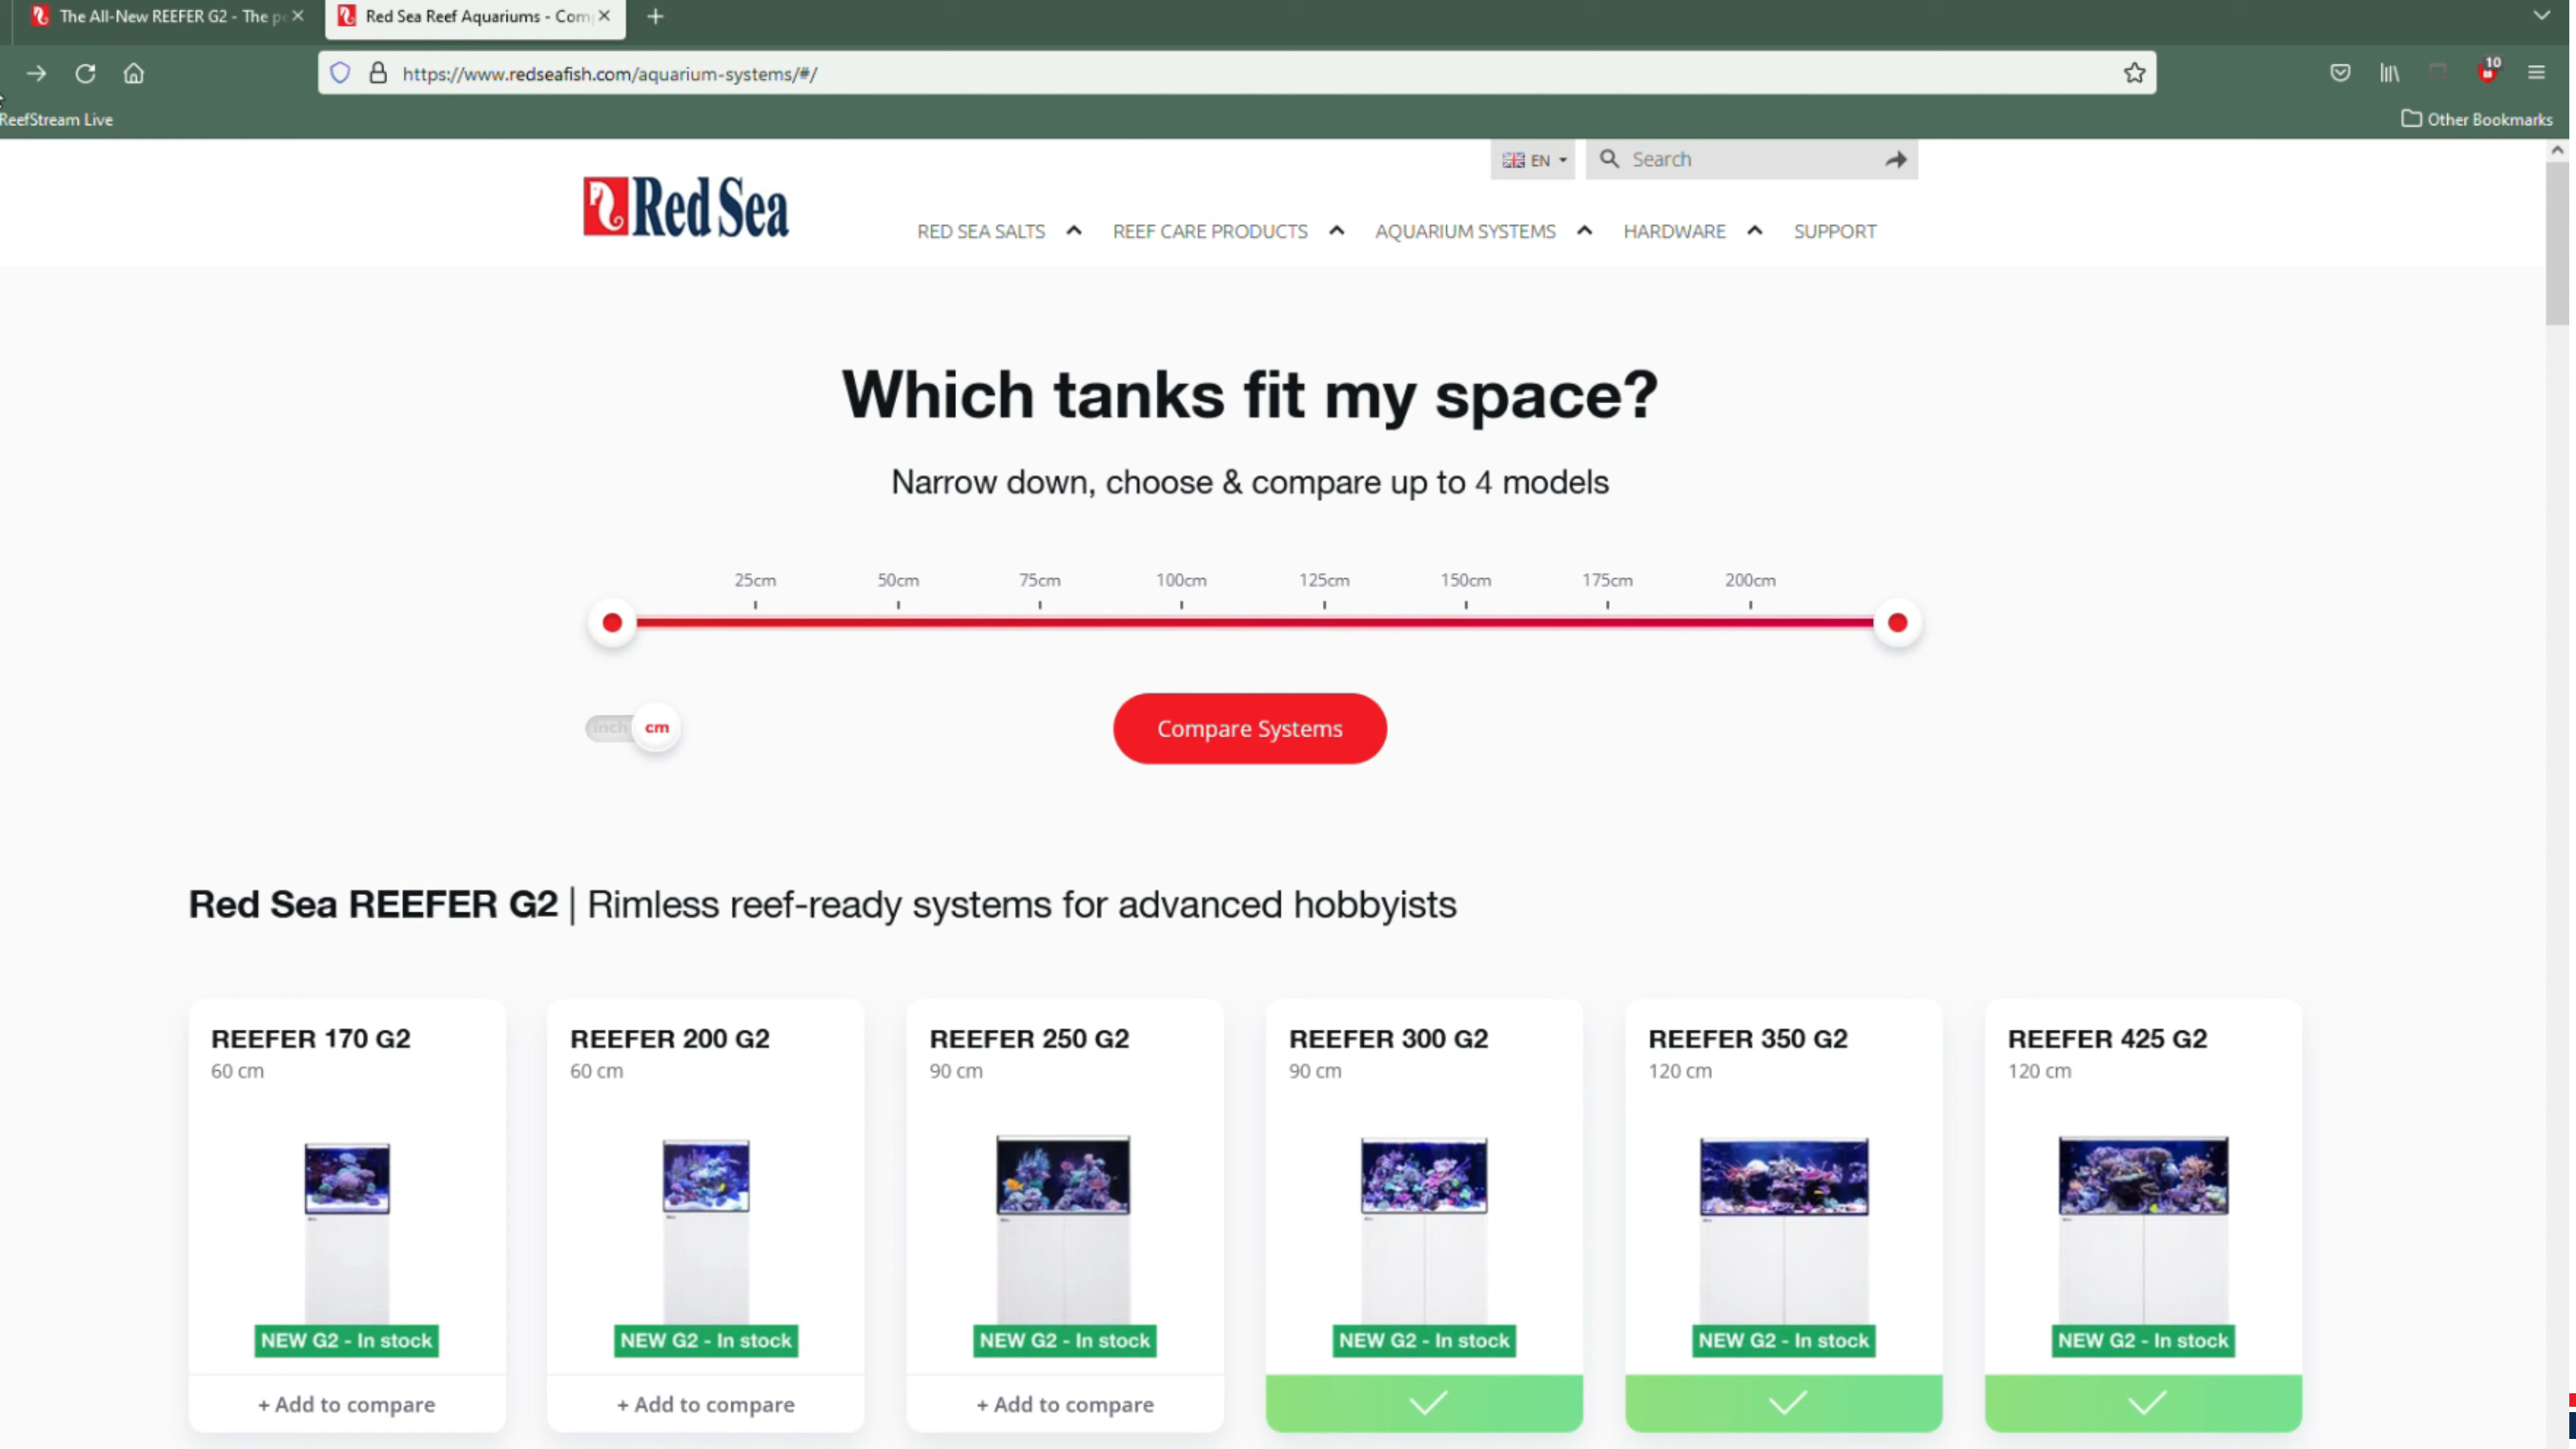 The All-New REEFER G2 - The p
Red Sea Reef Aquariums - Com
https://www.redseafish.com/aquarium-systems/#/
10
ReefStream Live
Other Bookmarks
EN
Search
Red Sea
RED SEA SALTS
REEF CARE PRODUCTS
AQUARIUM SYSTEMS
HARDWARE
SUPPORT
Which tanks fit my space?
Narrow down, choose & compare up to 4 models
25cm 50cm 75cm 100cm 125cm 150cm 175cm 200cm
inch cm
Compare Systems
Red Sea REEFER G2 | Rimless reef-ready systems for advanced hobbyists
REEFER 170 G2
60 cm
NEW G2 - In stock
+ Add to compare
REEFER 200 G2
60 cm
NEW G2 - In stock
+ Add to compare
REEFER 250 G2
90 cm
NEW G2 - In stock
+ Add to compare
REEFER 300 G2
90 cm
NEW G2 - In stock
REEFER 350 G2
120 cm
NEW G2 - In stock
REEFER 425 G2
120 cm
NEW G2 - In stock